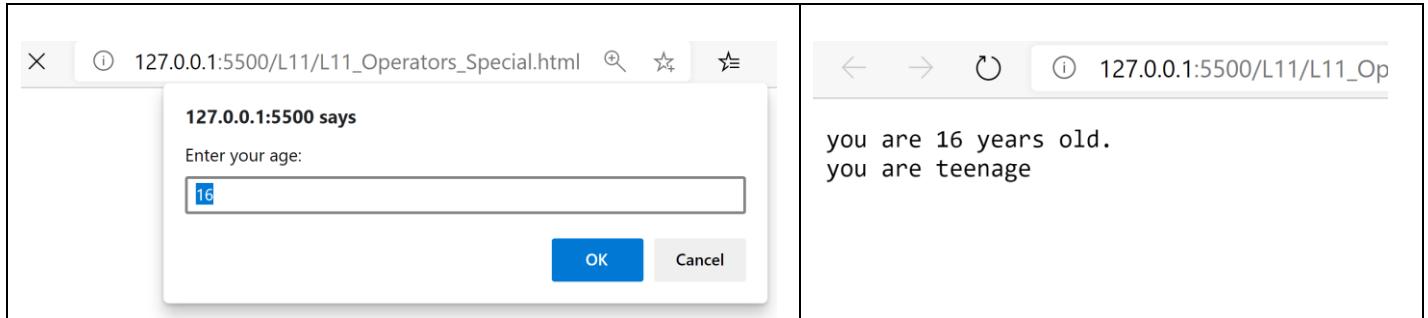 127.0.0.1:5500/L11/L11_Operators_Special.html
127.0.0.1:5500 says
Enter your age:
16
OK Cancel
127.0.0.1:5500/L11/L11_Op
you are 16 years old.
you are teenage